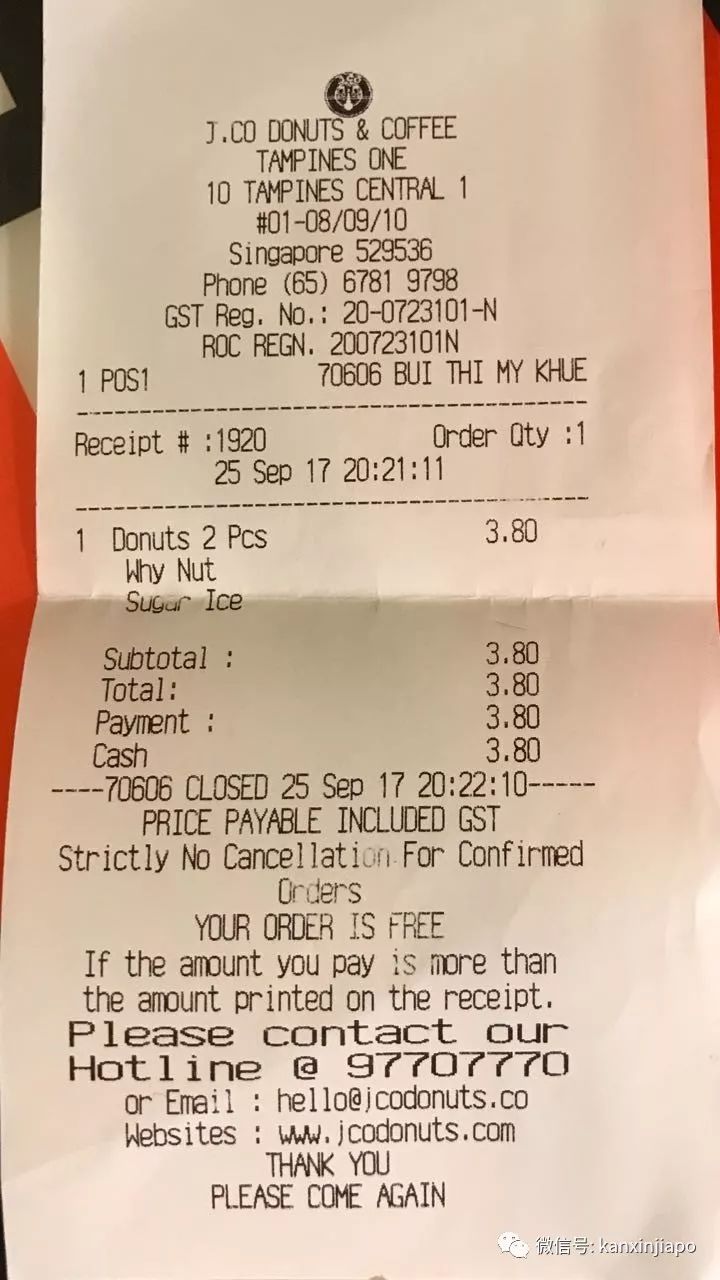 J.CO DONUTS & COFFEE
TAMPINES ONE
10 TAMPINES CENTRAL 1
#01-08/09/10
Singapore 529536
Phone (65) 6781 9798
GST Reg. No.: 20-0723101-N
ROC REGN. 200723101N
1 POS1 70606 BUI THI MY KHUE
Receipt # :1920 Order Qty :1
25 Sep 17 20:21:11
1 Donuts 2 Pcs 3.80
Why Nut
Sugar Ice
Subtotal : 3.80
Total: 3.80
Payment : 3.80
Cash 3.80
----70606 CLOSED 25 Sep 17 20:22:10-----
PRICE PAYABLE INCLUDED GST
Strictly No Cancellation For Confirmed
Orders
YOUR ORDER IS FREE
If the amount you pay is more than
the amount printed on the receipt.
Please contact our
Hotline @ 97707770
or Email : hello@jcodonuts.co
Websites : www.jcodonuts.com
THANK YOU
PLEASE COME AGAIN
微信号: kanxinjiapo